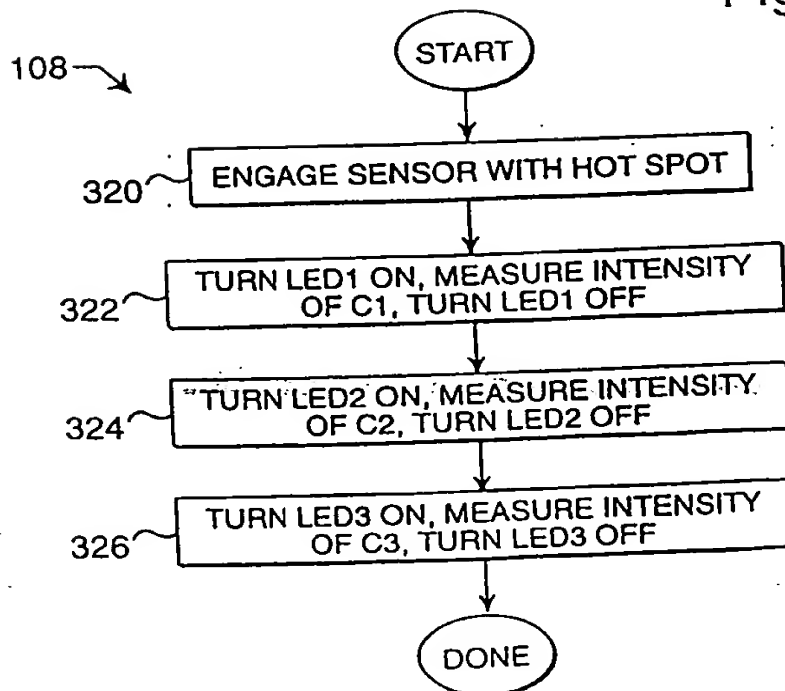 Fig
START
108
320
ENGAGE SENSOR WITH HOT SPOT
322
TURN LED1 ON, MEASURE INTENSITY
OF C1, TURN LED1 OFF
324
TURN LED2 ON, MEASURE INTENSITY
OF C2, TURN LED2 OFF
326
TURN LED3 ON, MEASURE INTENSITY
OF C3, TURN LED3 OFF
DONE